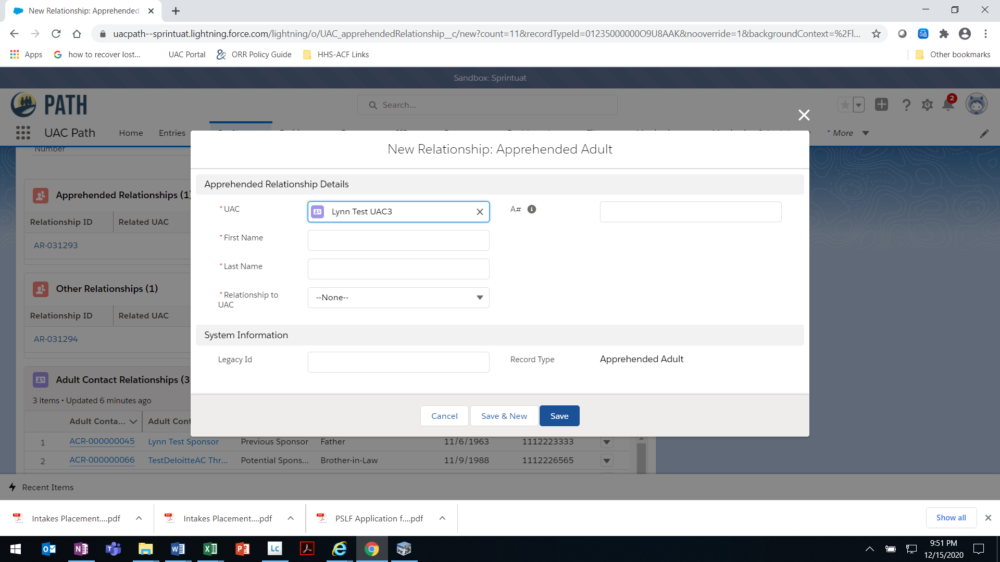 New Relationship: Apprehended
uacpath--sprintuat.lightning.force.com/lightning/o/UAC_apprehendedRelationship__c/new?count=11&recordTypeId=01235000000O9U8AAK&nooverride=1&backgroundContext=%2Fl...
Apps
how to recover lost...
UAC Portal
ORR Policy Guide
HHS-ACF Links
Other bookmarks
Sandbox: Sprintuat
PATH
Search...
2
UAC Path
Home
Entries
* More
Number
New Relationship: Apprehended Adult
Apprehended Relationship Details
* UAC
Lynn Test UAC3
A#
* First Name
* Last Name
* Relationship to UAC
--None--
System Information
Legacy Id
Record Type
Apprehended Adult
Cancel
Save & New
Save
Apprehended Relationships (1)
Relationship ID
Related UAC
AR-031293
Other Relationships (1)
Relationship ID
Related UAC
AR-031294
Adult Contact Relationships (3
3 items • Updated 6 minutes ago
Adult Conta...
Adult Cont
1 ACR-000000045 Lynn Test Sponsor Previous Sponsor Father 11/6/1963 1112223333
2 ACR-000000066 TestDeloitteAC Thr... Potential Spons... Brother-in-Law 11/9/1988 1112226565
Recent Items
Intakes Placement....pdf
Intakes Placement....pdf
PSLF Application f....pdf
Show all
Lc
9:51 PM
12/15/2020